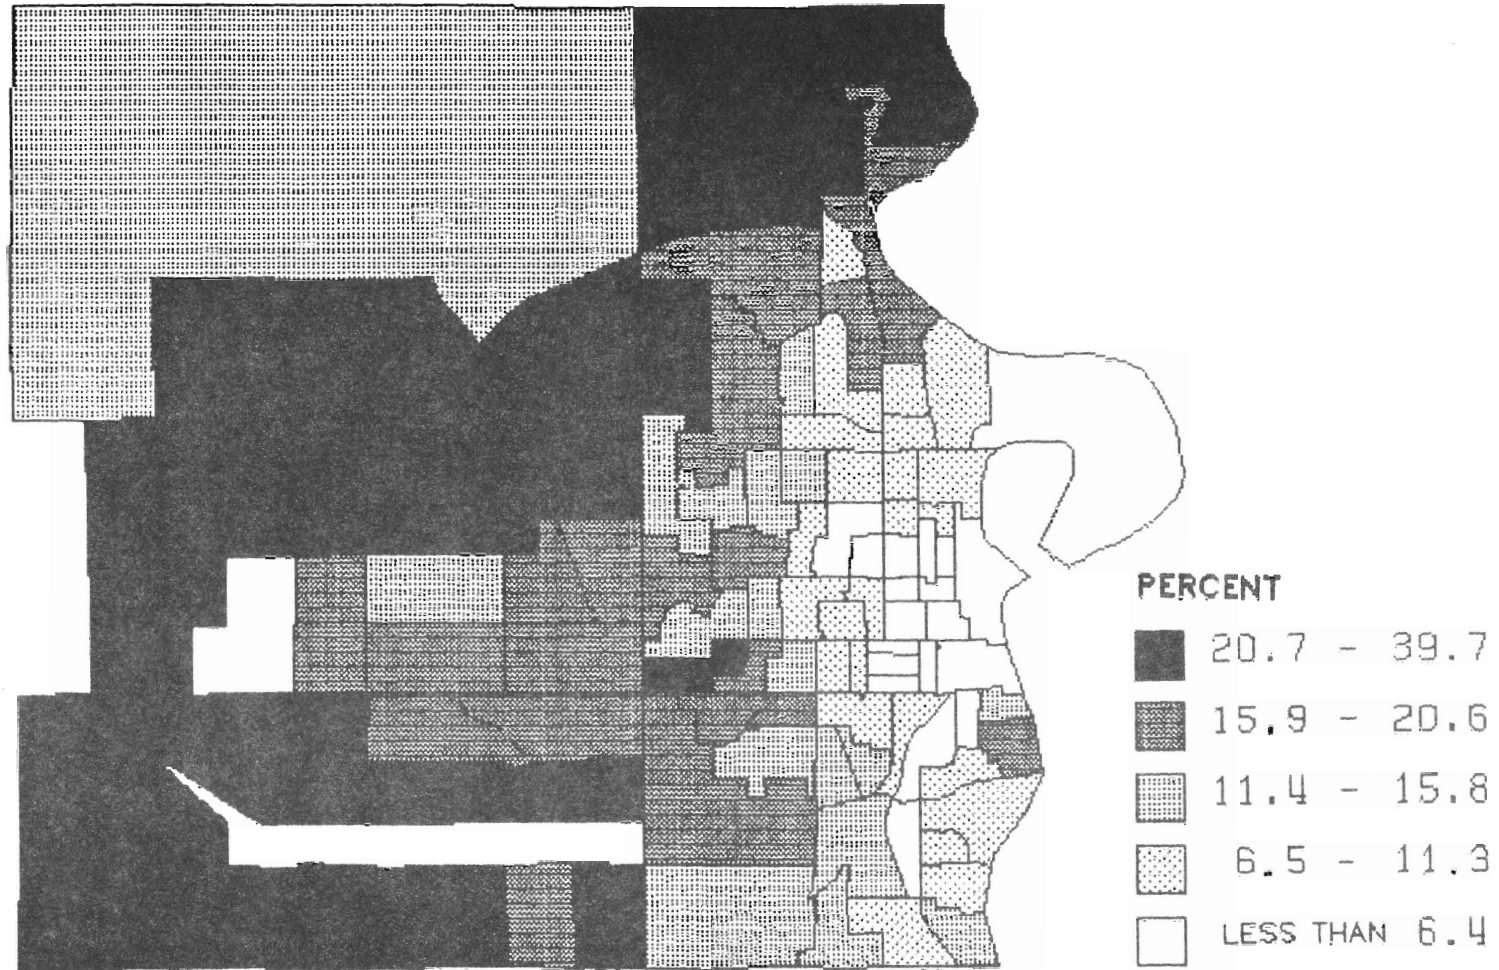 PERCENT
20.7 - 39.7
15.9 - 20.6
11.4 - 15.8
6.5 - 11.3
LESS THAN 6.4